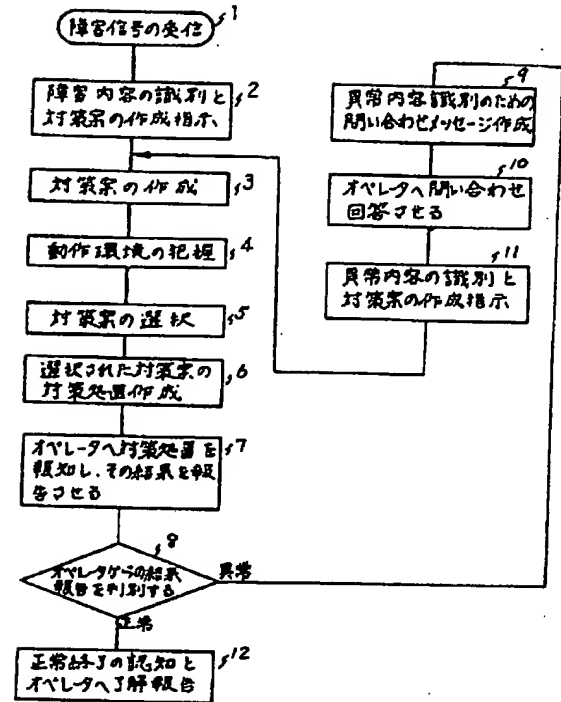 障害信号の受信
1
障害内容の識別と
対策案の作成指示
2
対策案の作成
3
動作環境の把握
4
対策案の選択
5
選択された対策案の
対策処置作成
6
オペレータへ対策処置を
報知し、その結果を報
告させる
7
オペレータからの結果
報告を判別する
8
異常
正常
正常終了の認知と
オペレータへ了解報告
12
異常内容識別のための
問い合わせメッセージ作成
9
オペレータへ問い合わせ
回答させる
10
異常内容の識別と
対策案の作成指示
11